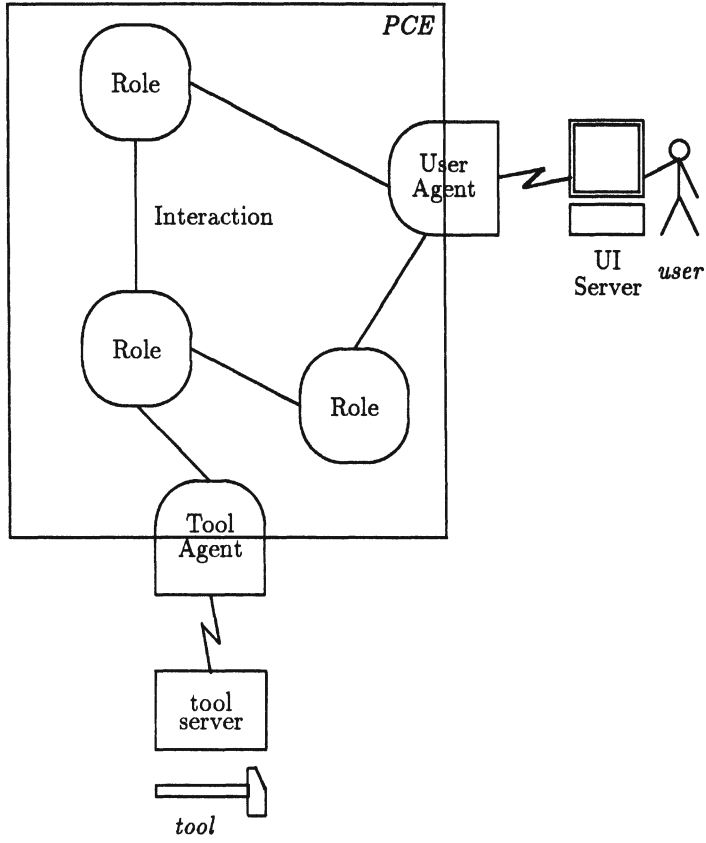 PCE
Role
User
Agent
Interaction
UI
Server
user
Role
Role
Tool
Agent
tool
server
tool